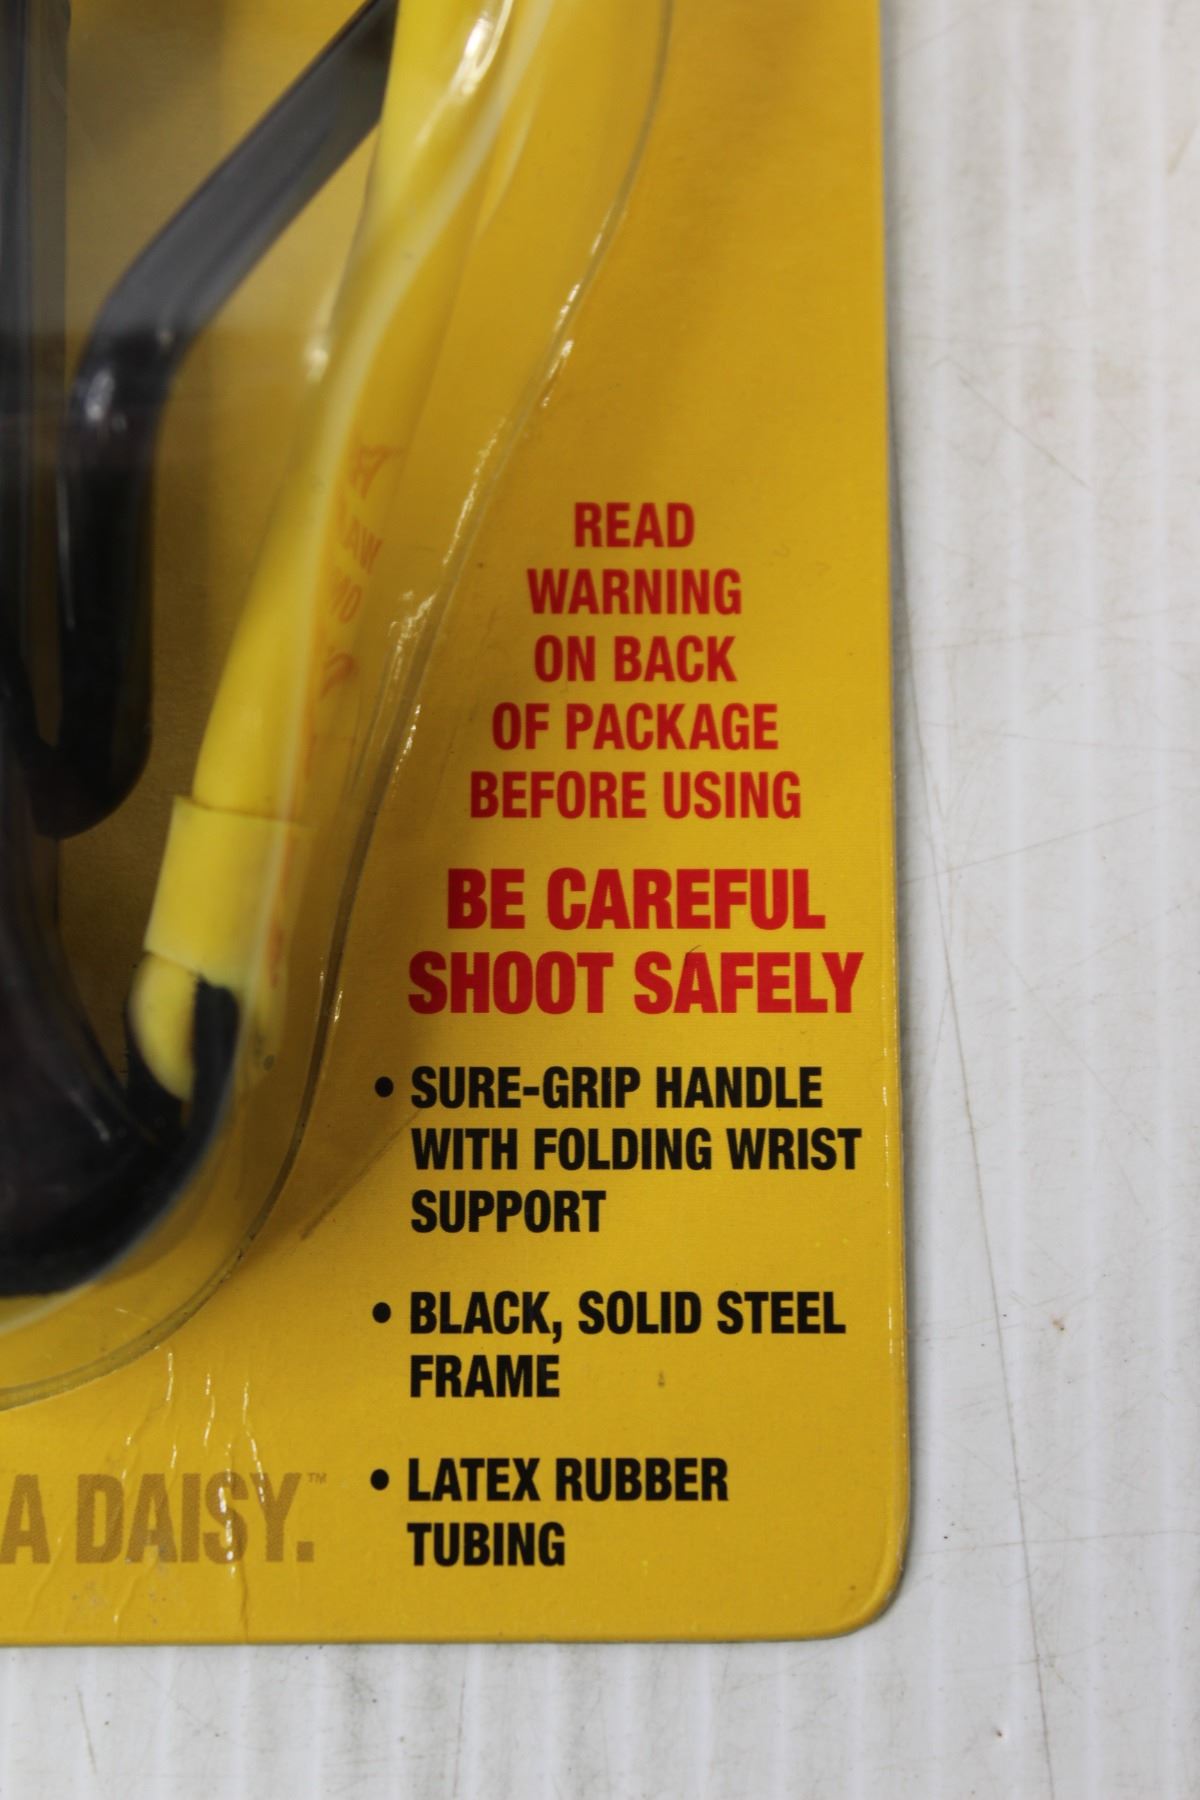 READ
WARNING
ON BACK
OF PACKAGE
BEFORE USING
BE CAREFUL
SHOOT SAFELY
• SURE-GRIP HANDLE
WITH FOLDING WRIST
SUPPORT
• BLACK, SOLID STEEL
FRAME
• LATEX RUBBER
TUBING
A DAISY.™